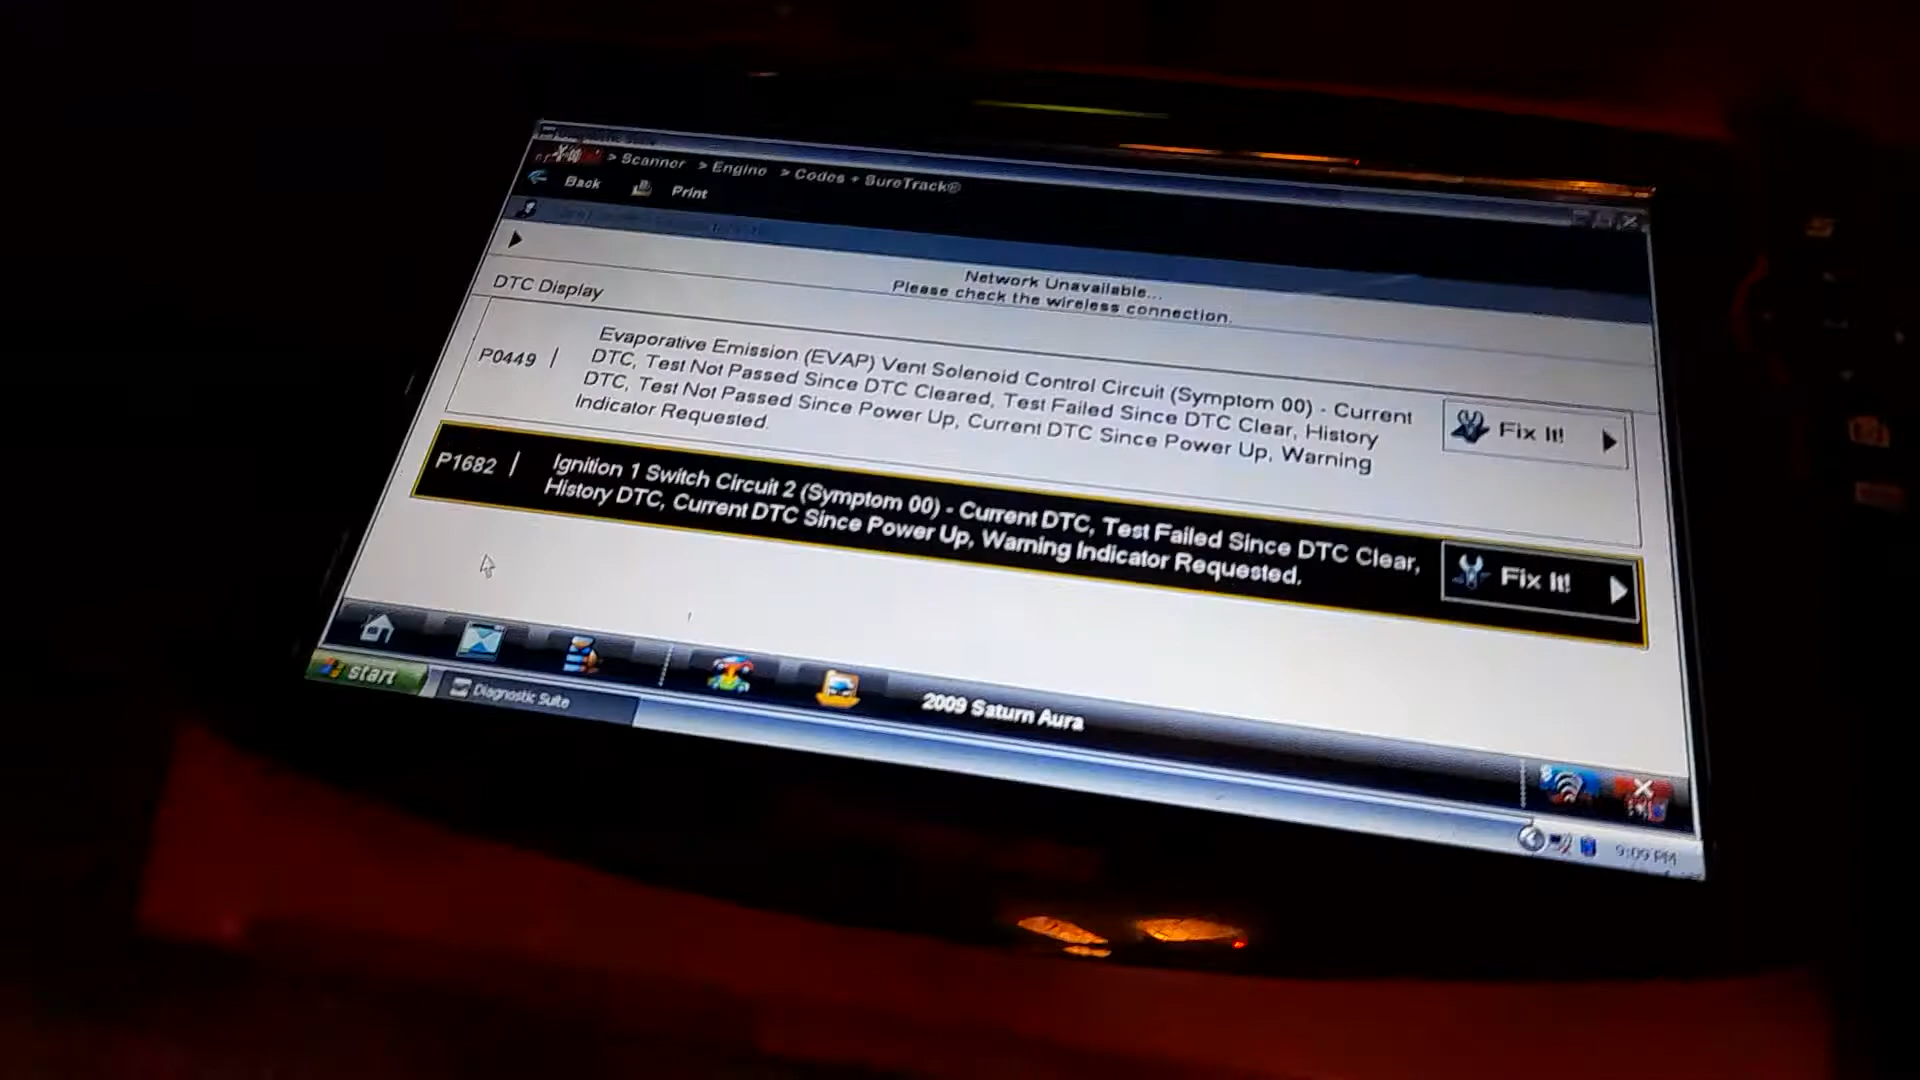 > Scanner > Engine > Codes + SureTrack®
Back Print
Network Unavailable...
Please check the wireless connection.
DTC Display
P0449 | Evaporative Emission (EVAP) Vent Solenoid Control Circuit (Symptom 00) - Current
DTC, Test Not Passed Since DTC Cleared, Test Failed Since DTC Clear, History
DTC, Test Not Passed Since Power Up, Current DTC Since Power Up, Warning
Indicator Requested.
Fix It!
P1682 | Ignition 1 Switch Circuit 2 (Symptom 00) - Current DTC, Test Failed Since DTC Clear,
History DTC, Current DTC Since Power Up, Warning Indicator Requested.
Fix It!
2009 Saturn Aura
start Diagnostic Suite
9:09 PM